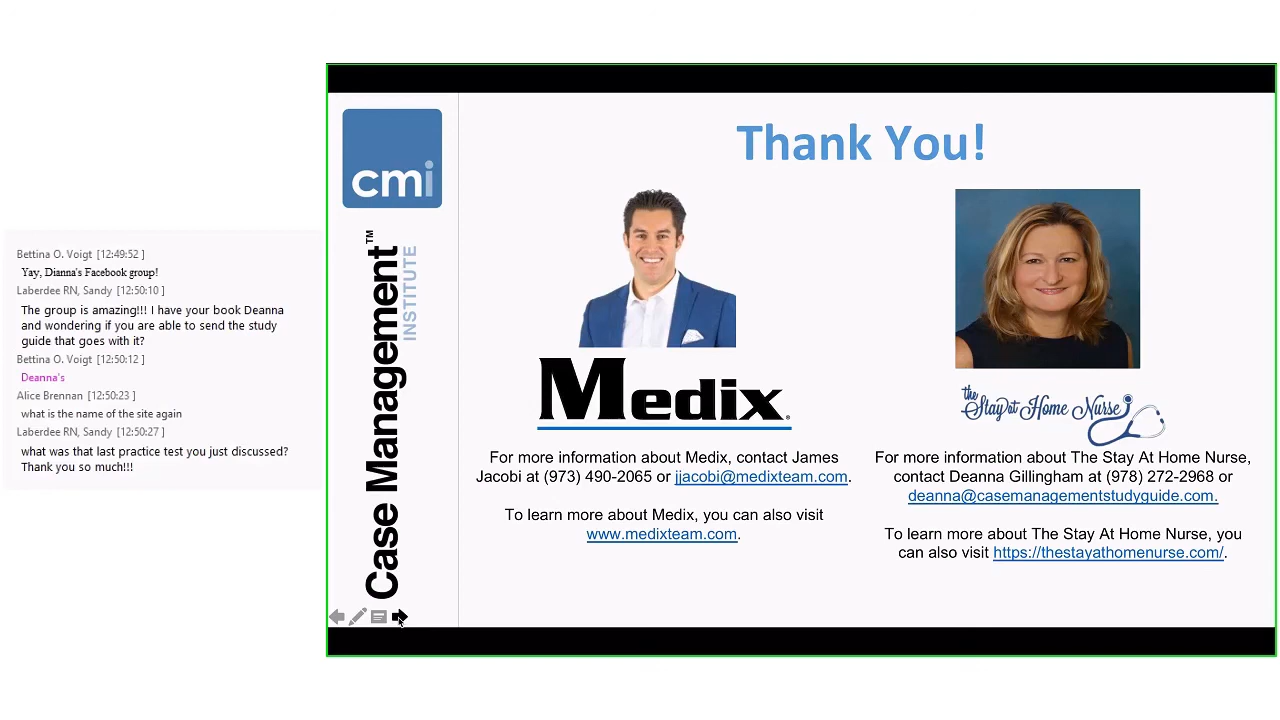 Bettina O. Voigt [12:49:52 ]
Yay, Dianna's Facebook group!
Laberdee RN, Sandy [12:50:10 ]
The group is amazing!!! I have your book Deanna
and wondering if you are able to send the study
guide that goes with it?
Bettina O. Voigt [12:50:12 ]
Deanna's
Alice Brennan [12:50:23 ]
what is the name of the site again
Laberdee RN, Sandy [12:50:27 ]
what was that last practice test you just discussed?
Thank you so much!!!
cmi
Case Management™
INSTITUTE
Thank You!
Medix®
For more information about Medix, contact James
Jacobi at (973) 490-2065 or jjacobi@medixteam.com.
To learn more about Medix, you can also visit
www.medixteam.com.
the
Stay at Home Nurse
For more information about The Stay At Home Nurse,
contact Deanna Gillingham at (978) 272-2968 or
deanna@casemanagementstudyguide.com.
To learn more about The Stay At Home Nurse, you
can also visit https://thestayathomenurse.com/.